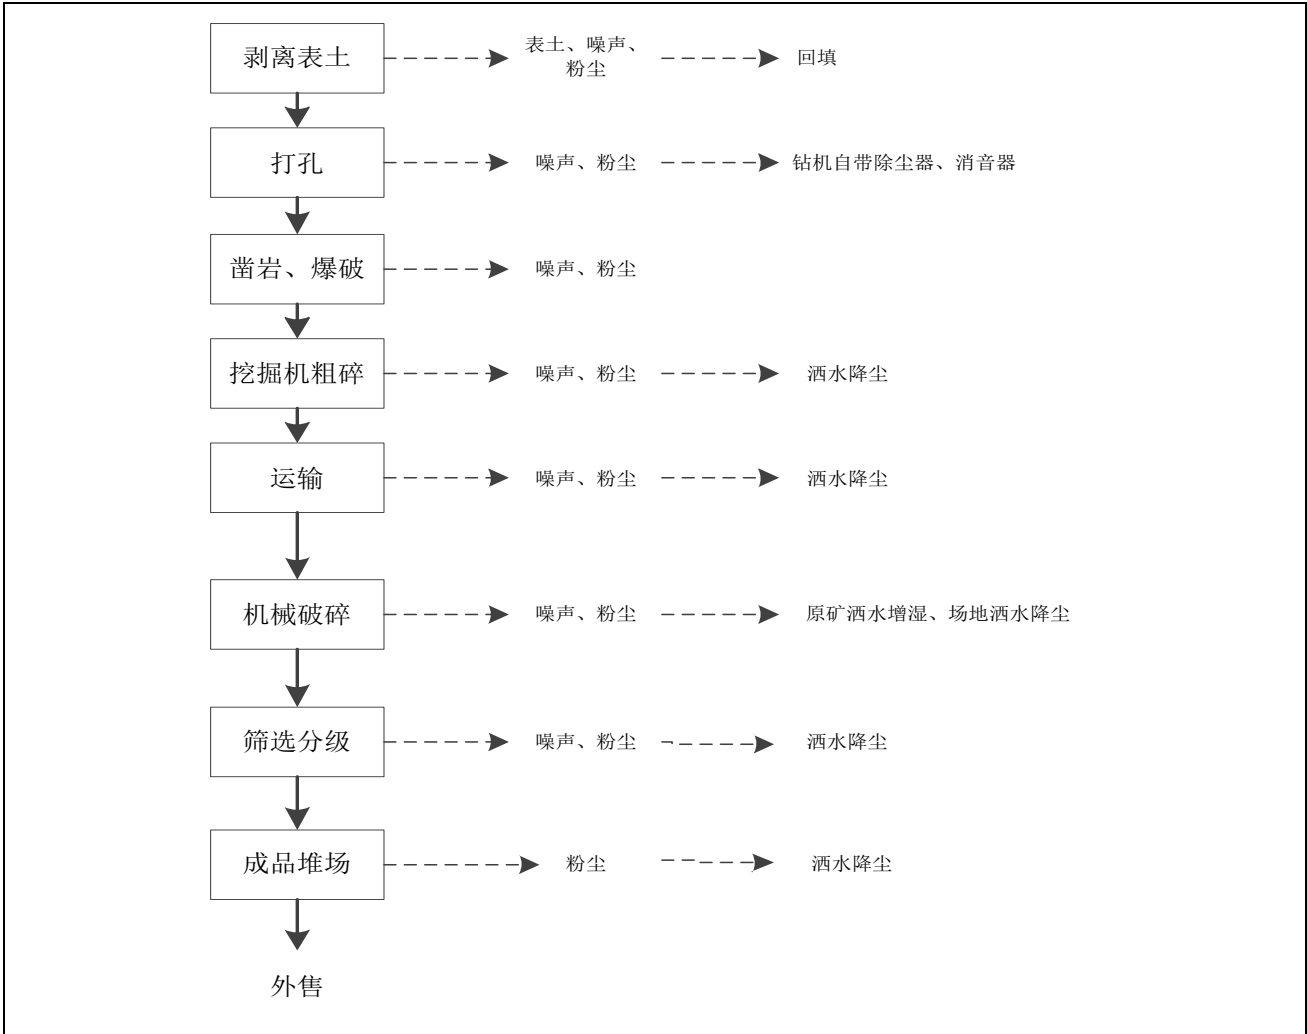 剥离表土
表土、噪声、
粉尘
回填
打孔
噪声、粉尘
钻机自带除尘器、消音器
凿岩、爆破
噪声、粉尘
挖掘机粗碎
噪声、粉尘
洒水降尘
运输
噪声、粉尘
洒水降尘
机械破碎
噪声、粉尘
原矿洒水增湿、场地洒水降尘
筛选分级
噪声、粉尘
洒水降尘
成品堆场
粉尘
洒水降尘
外售